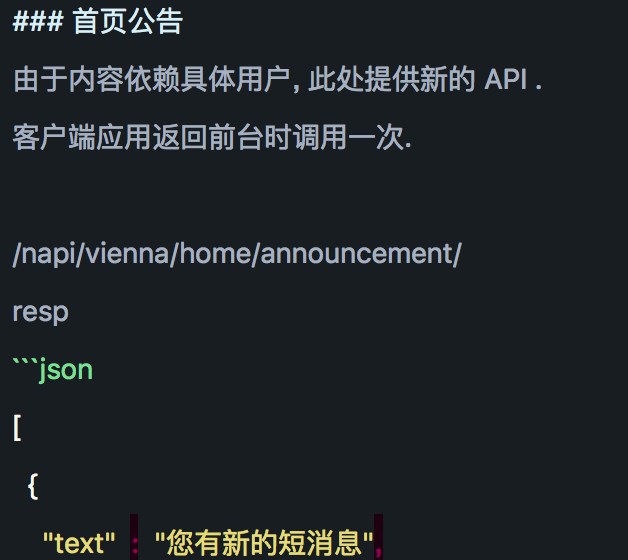 ### 首页公告
由于内容依赖具体用户, 此处提供新的 API .
客户端应用返回前台时调用一次.
/napi/vienna/home/announcement/
resp
```json
[
{
"text" : "您有新的短消息",